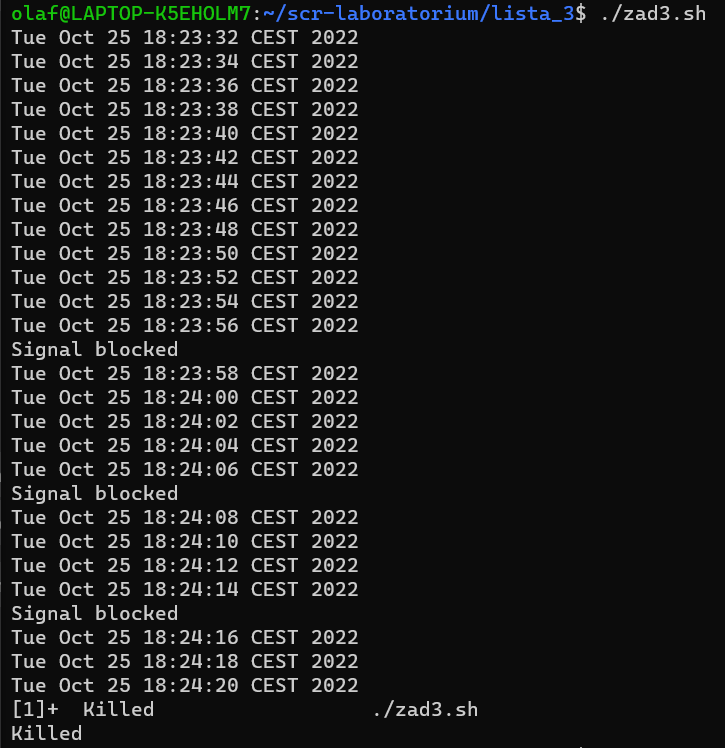 olaf@LAPTOP-K5EHOLM7:~/scr-laboratorium/lista_3$ ./zad3.sh
Tue Oct 25 18:23:32 CEST 2022
Tue Oct 25 18:23:34 CEST 2022
Tue Oct 25 18:23:36 CEST 2022
Tue Oct 25 18:23:38 CEST 2022
Tue Oct 25 18:23:40 CEST 2022
Tue Oct 25 18:23:42 CEST 2022
Tue Oct 25 18:23:44 CEST 2022
Tue Oct 25 18:23:46 CEST 2022
Tue Oct 25 18:23:48 CEST 2022
Tue Oct 25 18:23:50 CEST 2022
Tue Oct 25 18:23:52 CEST 2022
Tue Oct 25 18:23:54 CEST 2022
Tue Oct 25 18:23:56 CEST 2022
Signal blocked
Tue Oct 25 18:23:58 CEST 2022
Tue Oct 25 18:24:00 CEST 2022
Tue Oct 25 18:24:02 CEST 2022
Tue Oct 25 18:24:04 CEST 2022
Tue Oct 25 18:24:06 CEST 2022
Signal blocked
Tue Oct 25 18:24:08 CEST 2022
Tue Oct 25 18:24:10 CEST 2022
Tue Oct 25 18:24:12 CEST 2022
Tue Oct 25 18:24:14 CEST 2022
Signal blocked
Tue Oct 25 18:24:16 CEST 2022
Tue Oct 25 18:24:18 CEST 2022
Tue Oct 25 18:24:20 CEST 2022
[1]+  Killed                  ./zad3.sh
Killed